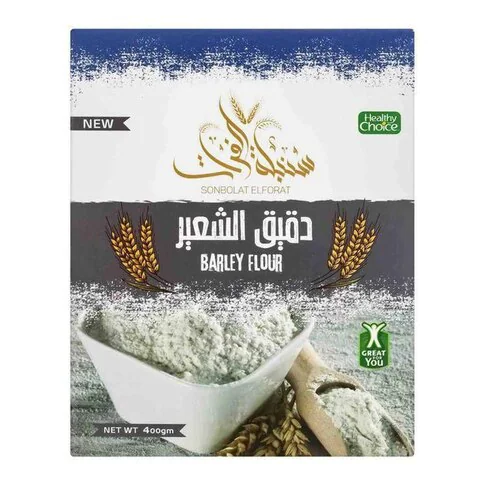 NEW
Healthy
Choice
سنبلة الفرات
SONBOLAT ELFORAT
دقيق الشعير
BARLEY FLOUR
GREAT
FOR
You
NET WT 400gm